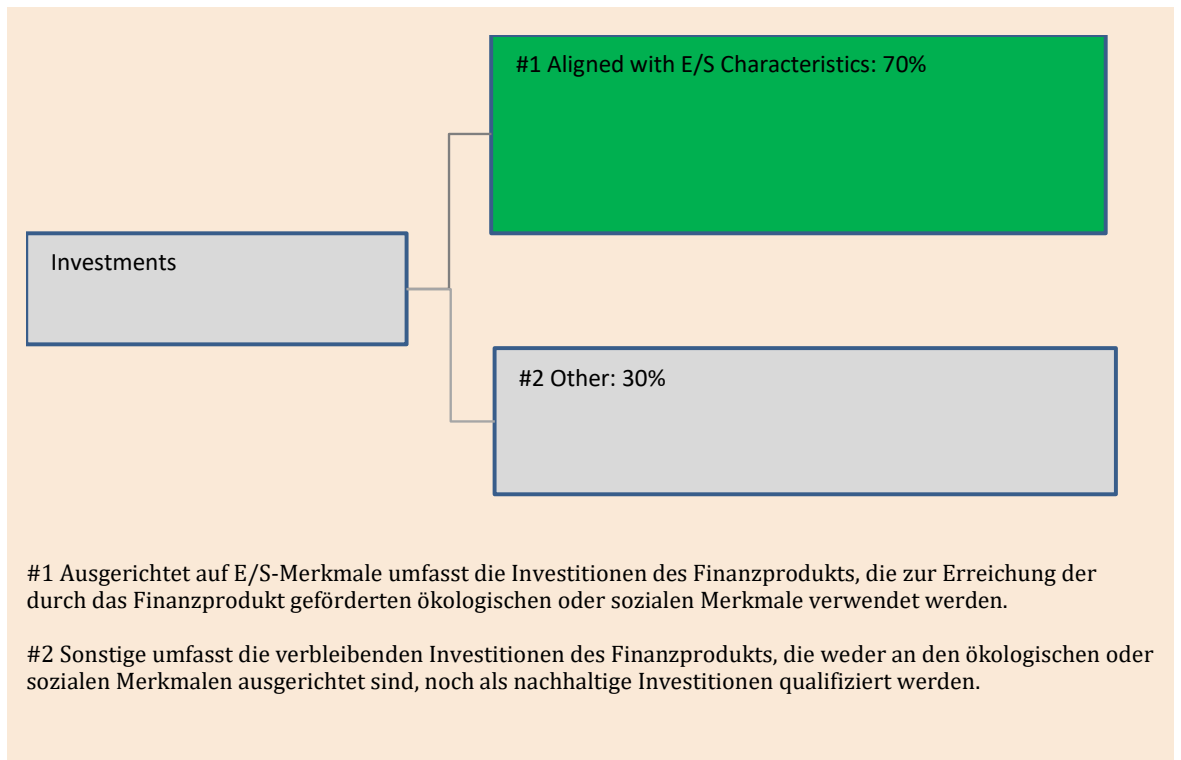 #1 Aligned with E/S Characteristics: 70%
Investments
#2 Other: 30%
#1 Ausgerichtet auf E/S-Merkmale umfasst die Investitionen des Finanzprodukts, die zur Erreichung der
durch das Finanzprodukt geförderten ökologischen oder sozialen Merkmale verwendet werden.
#2 Sonstige umfasst die verbleibenden Investitionen des Finanzprodukts, die weder an den ökologischen oder
sozialen Merkmalen ausgerichtet sind, noch als nachhaltige Investitionen qualifiziert werden.